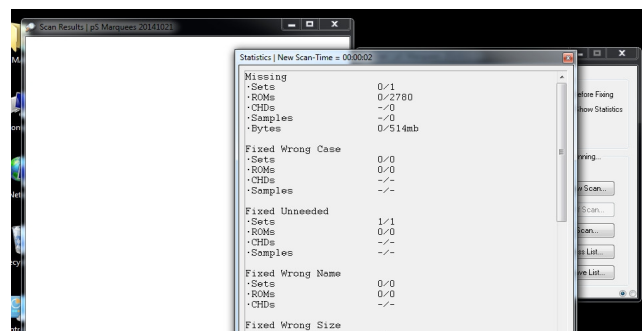 Scan Results | pS Marquees 20141021
Statistics | New Scan-Time = 00:00:02
Missing
·Sets 0/1
·ROMs 0/2780
·CHDs -/0
·Samples -/0
·Bytes 0/514mb
Fixed Wrong Case
·Sets 0/0
·ROMs 0/0
·CHDs -/-
·Samples -/-
Fixed Unneeded
·Sets 1/1
·ROMs 0/0
·CHDs -/-
·Samples -/-
Fixed Wrong Name
·Sets 0/0
·ROMs 0/0
·CHDs -/-
Fixed Wrong Size
efore Fixing
Show Statistics
nning...
w Scan...
t Scan...
Scan...
ss List...
ve List...